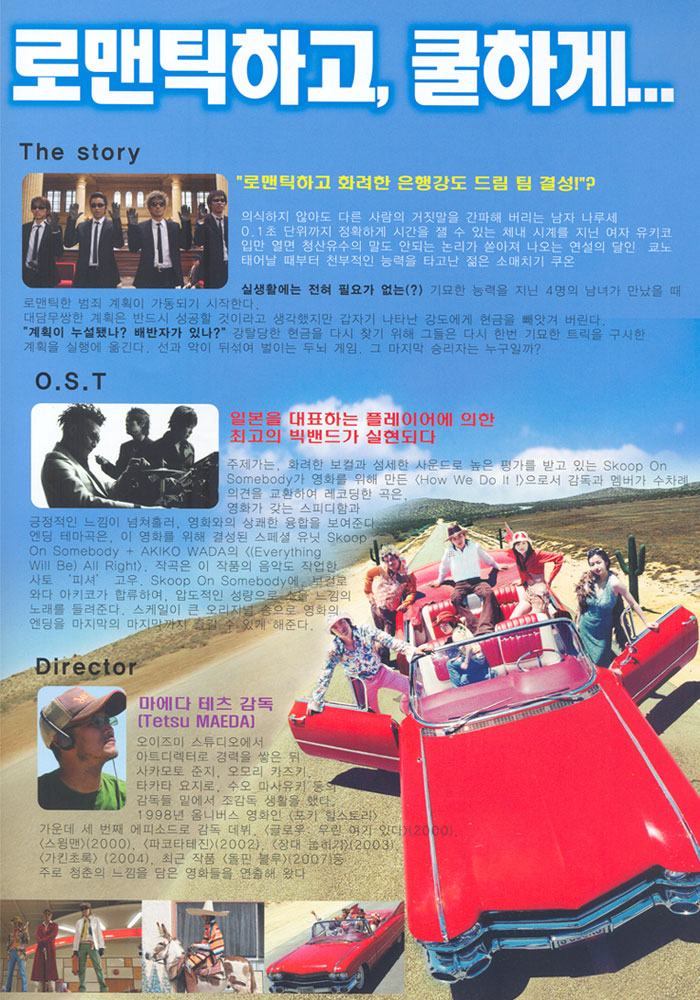 로맨틱하고, 쿨하게...
The story
"로맨틱하고 화려한 은행강도 드림 팀 결성!"?
의식하지 않아도 다른 사람의 거짓말을 간파해 버리는 남자 나루세
0.1초 단위까지 정확하게 시간을 잴 수 있는 체내 시계를 지닌 여자 유키코
입만 열면 청산유수의 말도 안되는 논리가 쏟아져 나오는 연설의 달인 쿄노
태어날 때부터 천부적인 능력을 타고난 젊은 소매치기 쿠온
실생활에는 전혀 필요가 없는(?) 기묘한 능력을 지닌 4명의 남녀가 만났을 때
로맨틱한 범죄 계획이 가동되기 시작한다.
대담무쌍한 계획은 반드시 성공할 것이라고 생각했지만 갑자기 나타난 강도에게 현금을 빼앗겨 버린다.
"계획이 누설됐나? 배반자가 있나?" 강탈당한 현금을 다시 찾기 위해 그들은 다시 한번 기묘한 트릭을 구사한
계획을 실행에 옮긴다. 선과 악이 뒤섞여 벌이는 두뇌 게임. 그 마지막 승리자는 누구일까?
O.S.T
일본을 대표하는 플레이어에 의한
최고의 빅밴드가 실현되다
주제가는, 화려한 보컬과 섬세한 사운드로 높은 평가를 받고 있는 Skoop On
Somebody가 영화를 위해 만든 <How We Do It !>으로서 감독과 멤버가 수차례
의견을 교환하여 레코딩한 곡은,
영화가 갖는 스피디함과
긍정적인 느낌이 넘쳐흘러, 영화와의 상쾌한 융합을 보여준다
엔딩 테마곡은, 이 영화를 위해 결성된 스페셜 유닛 Skoop
On Somebody + AKIKO WADA의 <(Everything
Will Be) All Right>, 작곡은 이 작품의 음악도 작업한
사토 '피셔' 고우. Skoop On Somebody에, 보컬로
와다 아키코가 합류하여, 압도적인 성량으로 느낌의
노래를 들려준다. 스케일이 큰 오리지널 송으로 영화의
엔딩을 마지막의 마지막까지 즐길 수 있게 해준다.
Director
마에다 테츠 감독
(Tetsu MAEDA)
오이즈미 스튜디오에서
아트디렉터로 경력을 쌓은 뒤
사카모토 준지, 오모리 카즈키,
타카타 요지로, 수오 마사유키 등의
감독들 밑에서 조감독 생활을 했다.
1998년 옴니버스 영화인 <포키 힐스토리>
가운데 세 번째 에피소드로 감독 데뷔, <글로우: 우린 여기 있다>(2000),
<스윙맨>(2000), <파코타테진>(2002), <장대 높이기>(2003),
<가킨초록> (2004), 최근 작품 <돌핀 블루>(2007)등
주로 청춘의 느낌을 담은 영화들을 연출해 왔다